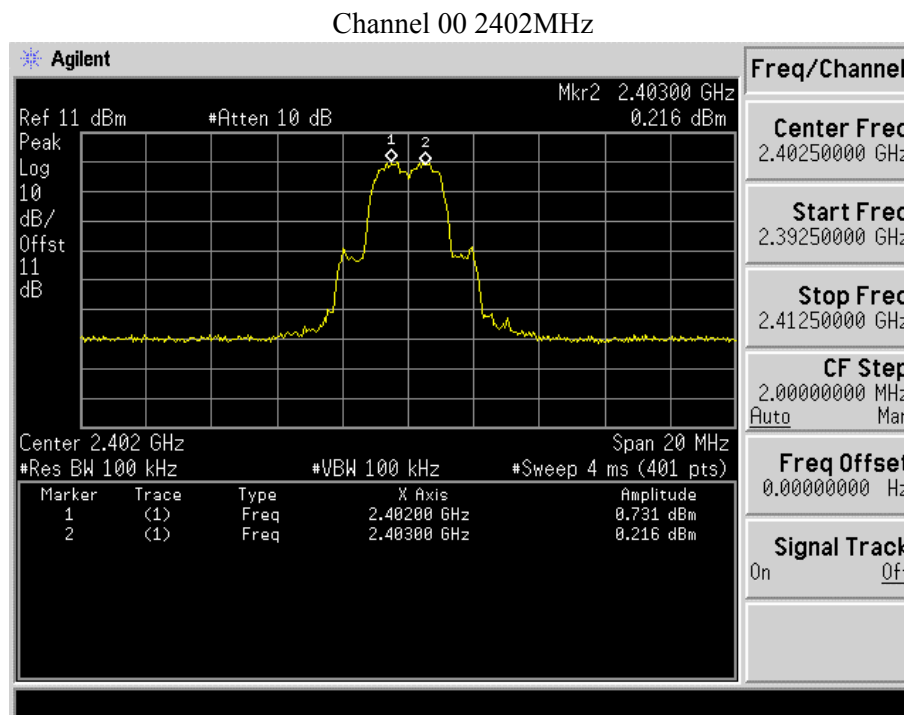 Channel 00 2402MHz
Agilent
Freq/Channel
Mkr2 2.40300 GHz
Ref 11 dBm #Atten 10 dB 0.216 dBm
Peak
Log
10
dB/
Offst
11
dB
1 2
Center 2.402 GHz Span 20 MHz
#Res BW 100 kHz #VBW 100 kHz #Sweep 4 ms (401 pts)
Marker Trace Type X Axis Amplitude
1 (1) Freq 2.40200 GHz 0.731 dBm
2 (1) Freq 2.40300 GHz 0.216 dBm
Center Freq
2.40250000 GHz
Start Freq
2.39250000 GHz
Stop Freq
2.41250000 GHz
CF Step
2.00000000 MHz
Auto Man
Freq Offset
0.00000000 Hz
Signal Track
On Off